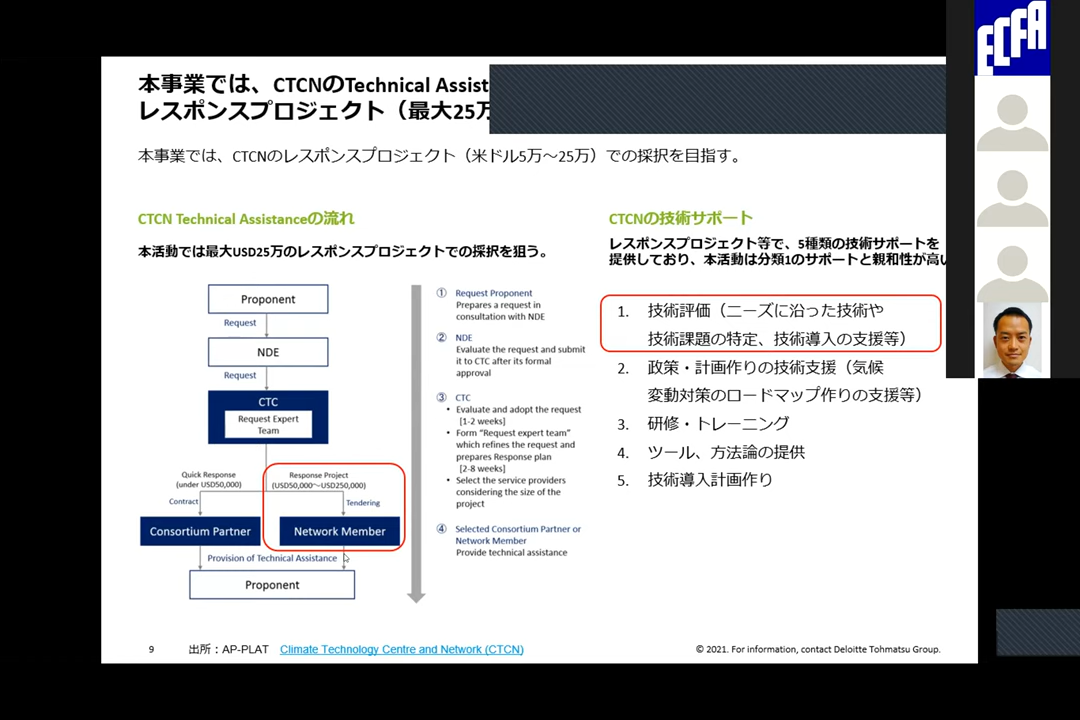 ECFA
本事業では、CTCNのTechnical Assist
レスポンスプロジェクト（最大25万
本事業では、CTCNのレスポンスプロジェクト（米ドル5万～25万）での採択を目指す。
CTCN Technical Assistanceの流れ
本活動では最大USD25万のレスポンスプロジェクトでの採択を狙う。
Proponent
Request
NDE
Request
CTC
Request Expert
Team
Quick Response
(under USD50,000)
Response Project
(USD50,000～USD250,000)
Contract
Tendering
Consortium Partner
Network Member
Provision of Technical Assistance
Proponent
① Request Proponent
Prepares a request in
consultation with NDE
② NDE
Evaluate the request and submit
it to CTC after its formal
approval
③ CTC
• Evaluate and adopt the request
[1-2 weeks]
• Form “Request expert team”
which refines the request and
prepares Response plan
[2-8 weeks]
• Select the service providers
considering the size of the
project
④ Selected Consortium Partner or
Network Member
Provide technical assistance
CTCNの技術サポート
レスポンスプロジェクト等で、5種類の技術サポートを
提供しており、本活動は分類1のサポートと親和性が高い
1. 技術評価（ニーズに沿った技術や
技術課題の特定、技術導入の支援等）
2. 政策・計画作りの技術支援（気候
変動対策のロードマップ作りの支援等）
3. 研修・トレーニング
4. ツール、方法論の提供
5. 技術導入計画作り
9
出所：AP-PLAT Climate Technology Centre and Network (CTCN)
© 2021. For information, contact Deloitte Tohmatsu Group.